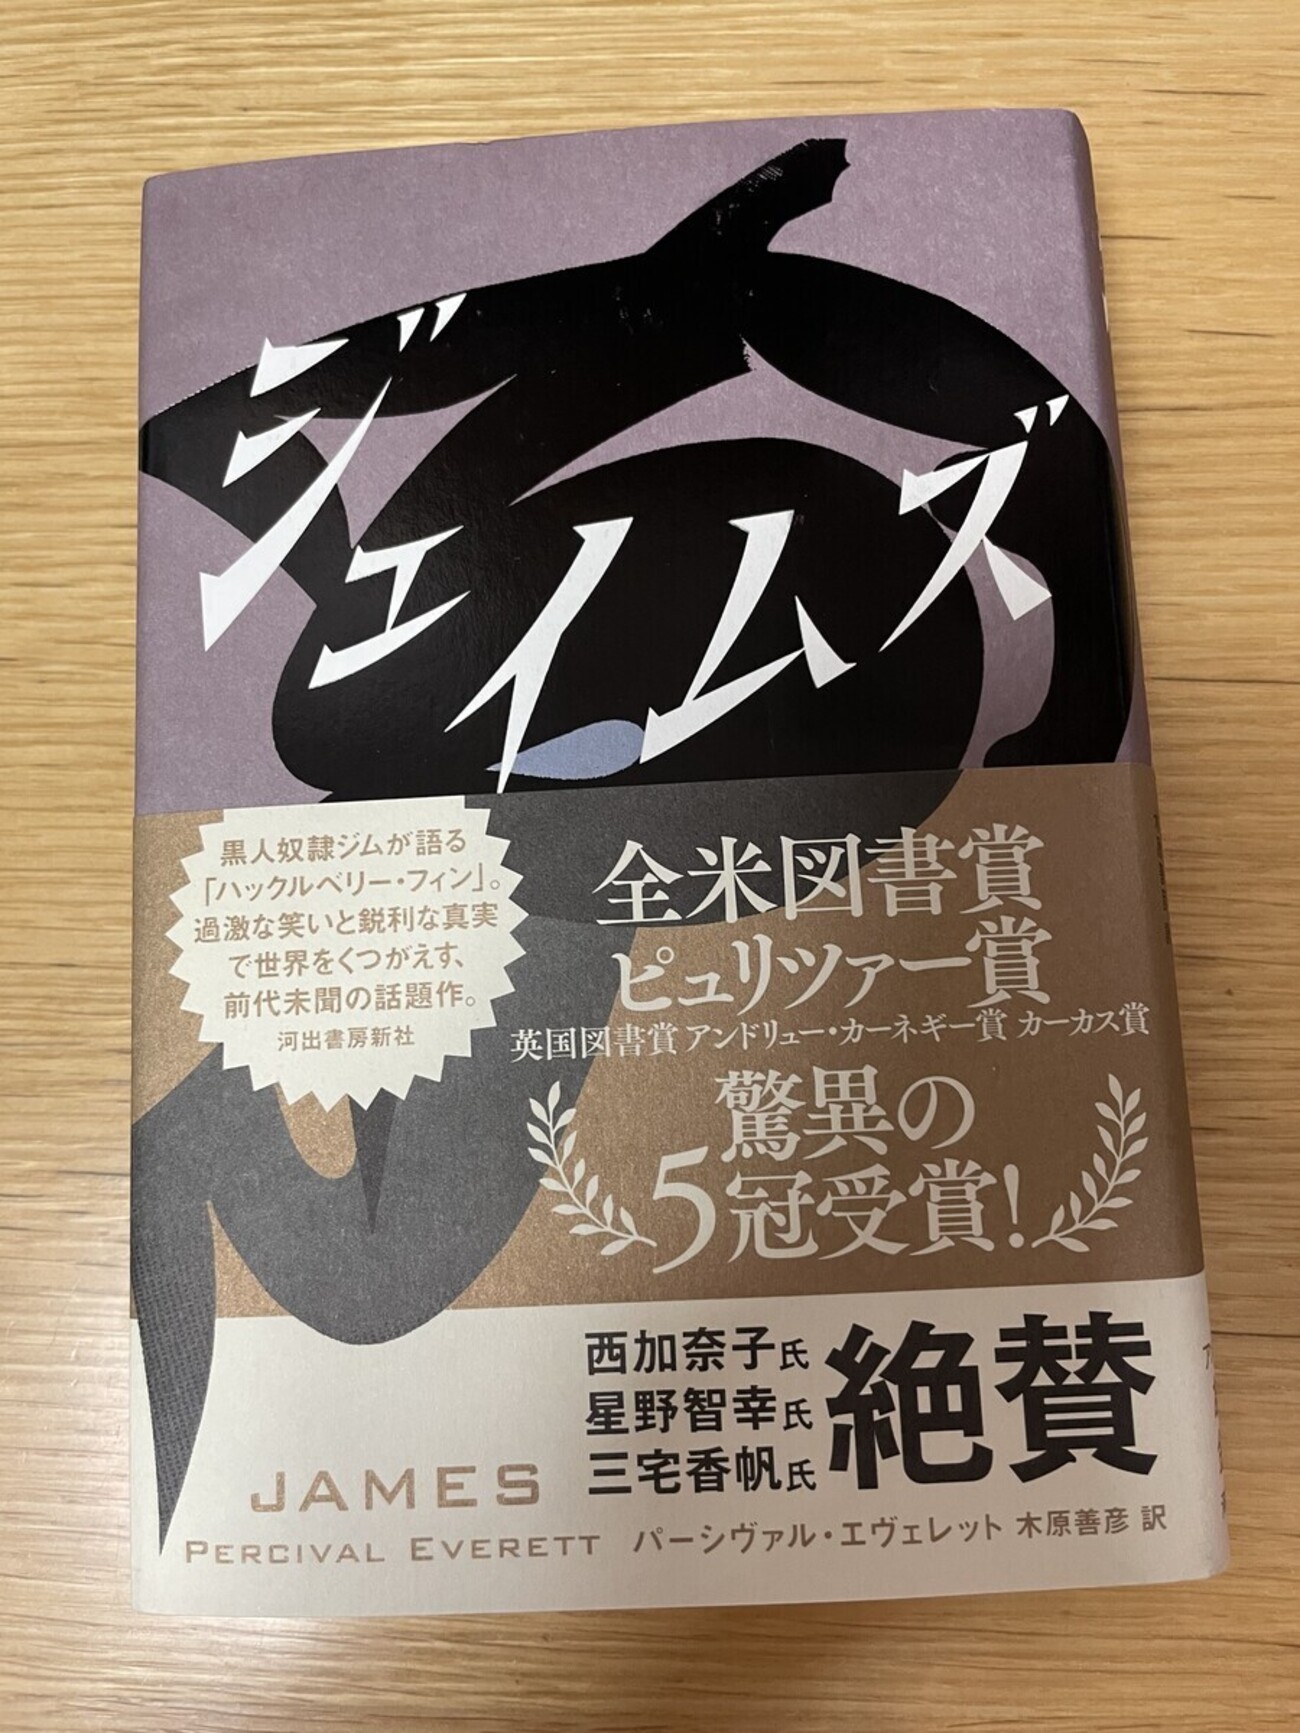 ジェイムズ
黒人奴隷ジムが語る
「ハックルベリー・フィン」。
過激な笑いと鋭利な真実
で世界をくつがえす、
前代未聞の話題作。
河出書房新社
全米図書賞
ピュリツァー賞
英国図書賞 アンドリュー・カーネギー賞 カーカス賞
驚異の
5冠受賞!
西加奈子氏
星野智幸氏
三宅香帆氏
絶賛
JAMES
PERCIVAL EVERETT
パーシヴァル・エヴェレット 木原善彦 訳